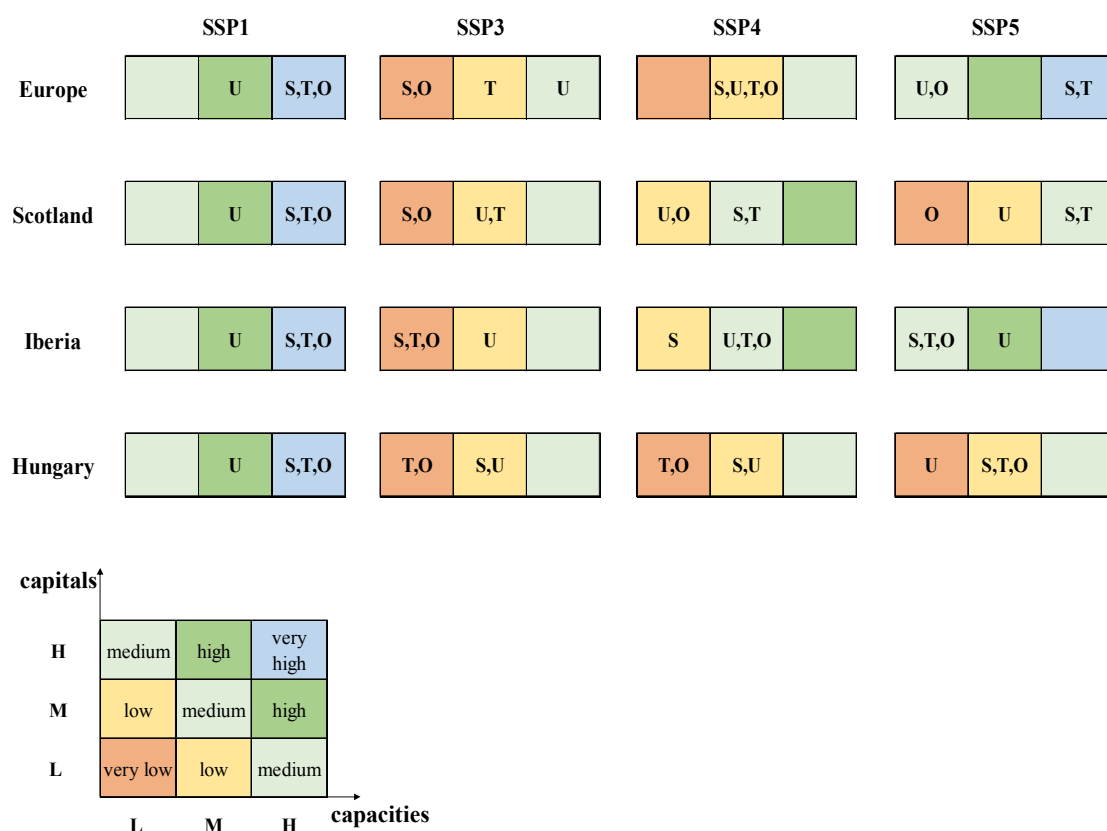 SSP1 SSP3 SSP4 SSP5
Europe U S,T,O S,O T U S,U,T,O U,O S,T
Scotland U S,T,O S,O U,T U,O S,T O U S,T
Iberia U S,T,O S,T,O U S U,T,O S,T,O U
Hungary U S,T,O T,O S,U T,O S,U U S,T,O
capitals
H medium high very high
M low medium high
L very low low medium
capacities
L M H